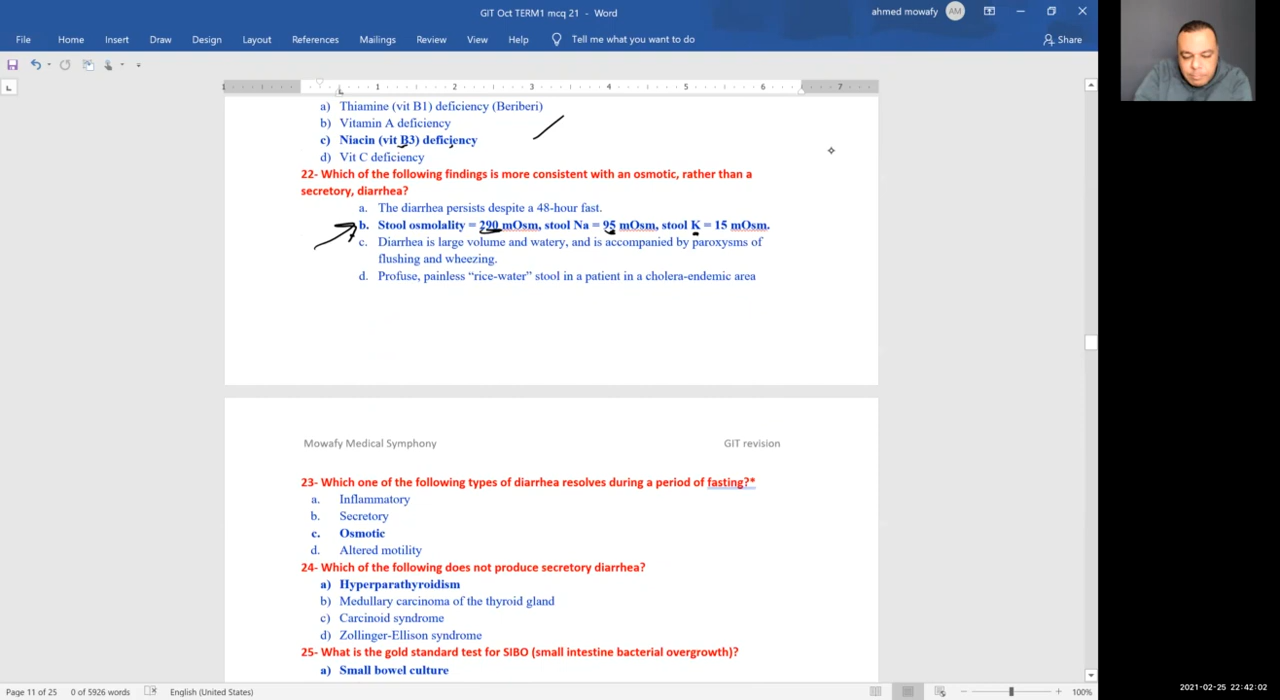 GIT Oct TERM1 mcq 21 - Word
ahmed mowafy AM
File Home Insert Draw Design Layout References Mailings Review View Help Tell me what you want to do Share
1 1 2 3 4 5 6 7
a) Thiamine (vit B1) deficiency (Beriberi)
b) Vitamin A deficiency
c) Niacin (vit B3) deficiency
d) Vit C deficiency
22- Which of the following findings is more consistent with an osmotic, rather than a
secretory, diarrhea?
a. The diarrhea persists despite a 48-hour fast.
b. Stool osmolality = 290 mOsm, stool Na = 95 mOsm, stool K = 15 mOsm.
c. Diarrhea is large volume and watery, and is accompanied by paroxysms of
flushing and wheezing.
d. Profuse, painless “rice-water” stool in a patient in a cholera-endemic area
Mowafy Medical Symphony GIT revision
23- Which one of the following types of diarrhea resolves during a period of fasting?*
a. Inflammatory
b. Secretory
c. Osmotic
d. Altered motility
24- Which of the following does not produce secretory diarrhea?
a) Hyperparathyroidism
b) Medullary carcinoma of the thyroid gland
c) Carcinoid syndrome
d) Zollinger-Ellison syndrome
25- What is the gold standard test for SIBO (small intestine bacterial overgrowth)?
a) Small bowel culture
Page 11 of 25 0 of 5926 words English (United States) 100%
2021-02-25 22:42:02